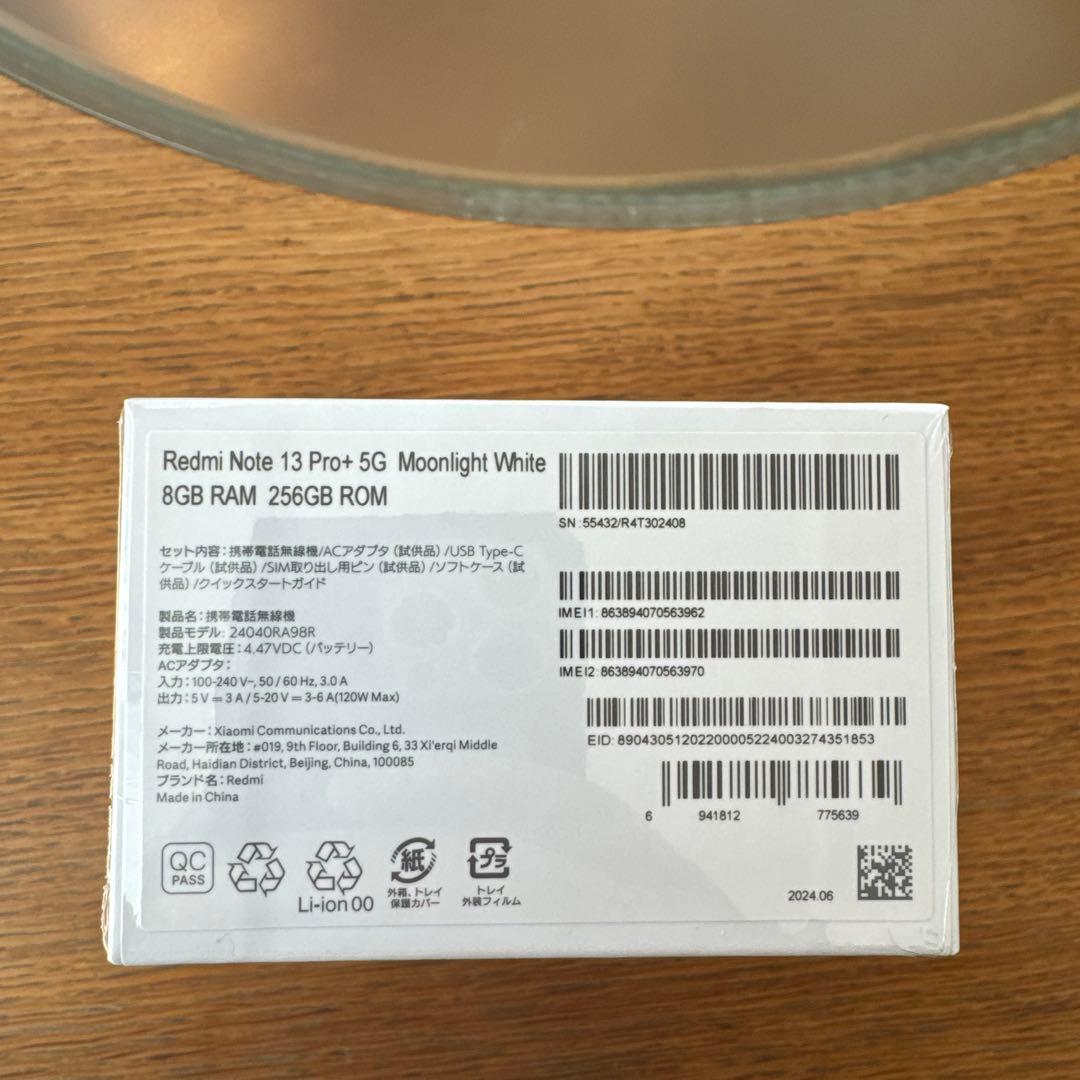 Redmi Note 13 Pro+ 5G Moonlight White
8GB RAM 256GB ROM
セット内容：携帯電話無線機/ACアダプタ（試供品）/USB Type-C
ケーブル（試供品）/SIM取り出し用ピン（試供品）/ソフトケース（試
供品）/クイックスタートガイド
製品名：携帯電話無線機
製品モデル: 24040RA98R
充電上限電圧：4.47VDC（バッテリー）
ACアダプタ：
入力：100-240 V~, 50 / 60 Hz, 3.0 A
出力：5 V ⎓ 3 A / 5-20 V ⎓ 3-6 A(120W Max)
メーカー：Xiaomi Communications Co., Ltd.
メーカー所在地：#019, 9th Floor, Building 6, 33 Xi'erqi Middle
Road, Haidian District, Beijing, China, 100085
ブランド名：Redmi
Made in China
QC
PASS
Li-ion 00
紙
外箱、トレイ
保護カバー
プラ
トレイ
外装フィルム
SN : 55432/R4T302408
IMEI1: 863894070563962
IMEI2: 863894070563970
EID: 89043051202200005224003274351853
6 941812 775639
2024.06